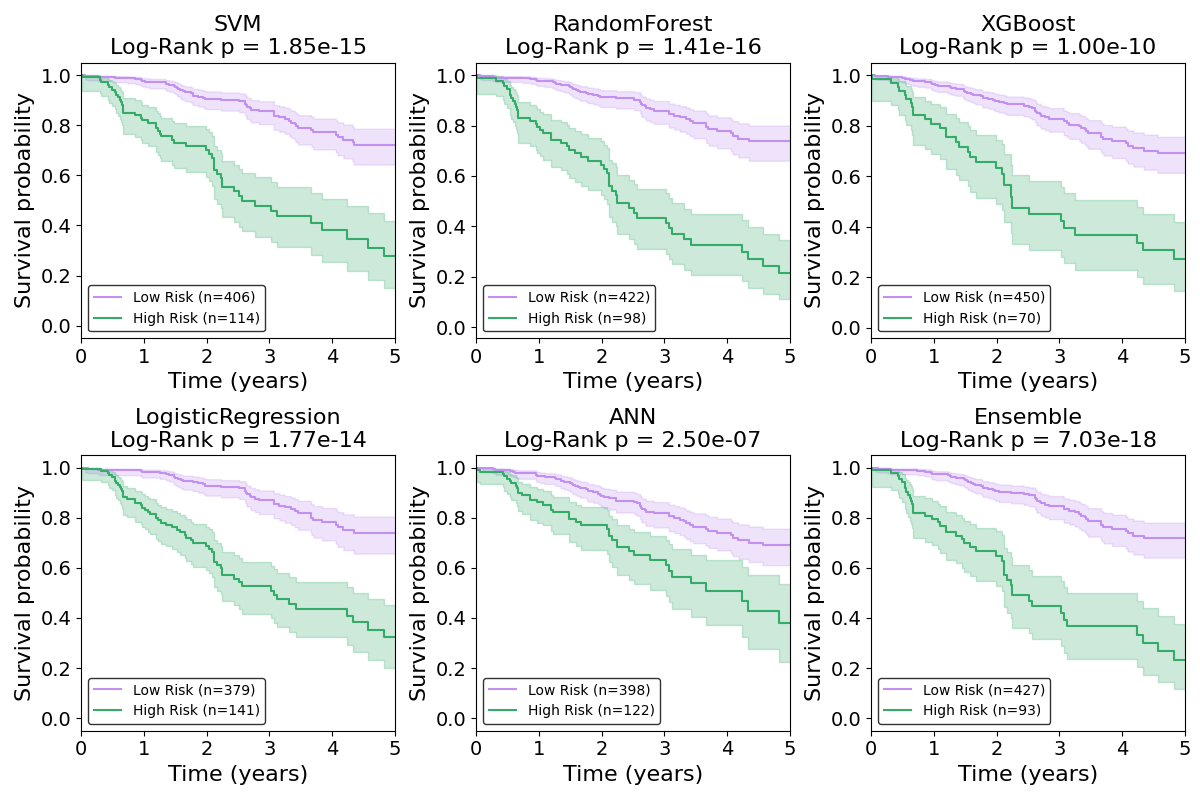 SVM
Log-Rank p = 1.85e-15
Survival probability
1.0
0.8
0.6
0.4
0.2
0.0
Low Risk (n=406)
High Risk (n=114)
0 1 2 3 4 5
Time (years)
RandomForest
Log-Rank p = 1.41e-16
Survival probability
1.0
0.8
0.6
0.4
0.2
0.0
Low Risk (n=422)
High Risk (n=98)
0 1 2 3 4 5
Time (years)
XGBoost
Log-Rank p = 1.00e-10
Survival probability
1.0
0.8
0.6
0.4
0.2
0.0
Low Risk (n=450)
High Risk (n=70)
0 1 2 3 4 5
Time (years)
LogisticRegression
Log-Rank p = 1.77e-14
Survival probability
1.0
0.8
0.6
0.4
0.2
0.0
Low Risk (n=379)
High Risk (n=141)
0 1 2 3 4 5
Time (years)
ANN
Log-Rank p = 2.50e-07
Survival probability
1.0
0.8
0.6
0.4
0.2
0.0
Low Risk (n=398)
High Risk (n=122)
0 1 2 3 4 5
Time (years)
Ensemble
Log-Rank p = 7.03e-18
Survival probability
1.0
0.8
0.6
0.4
0.2
0.0
Low Risk (n=427)
High Risk (n=93)
0 1 2 3 4 5
Time (years)